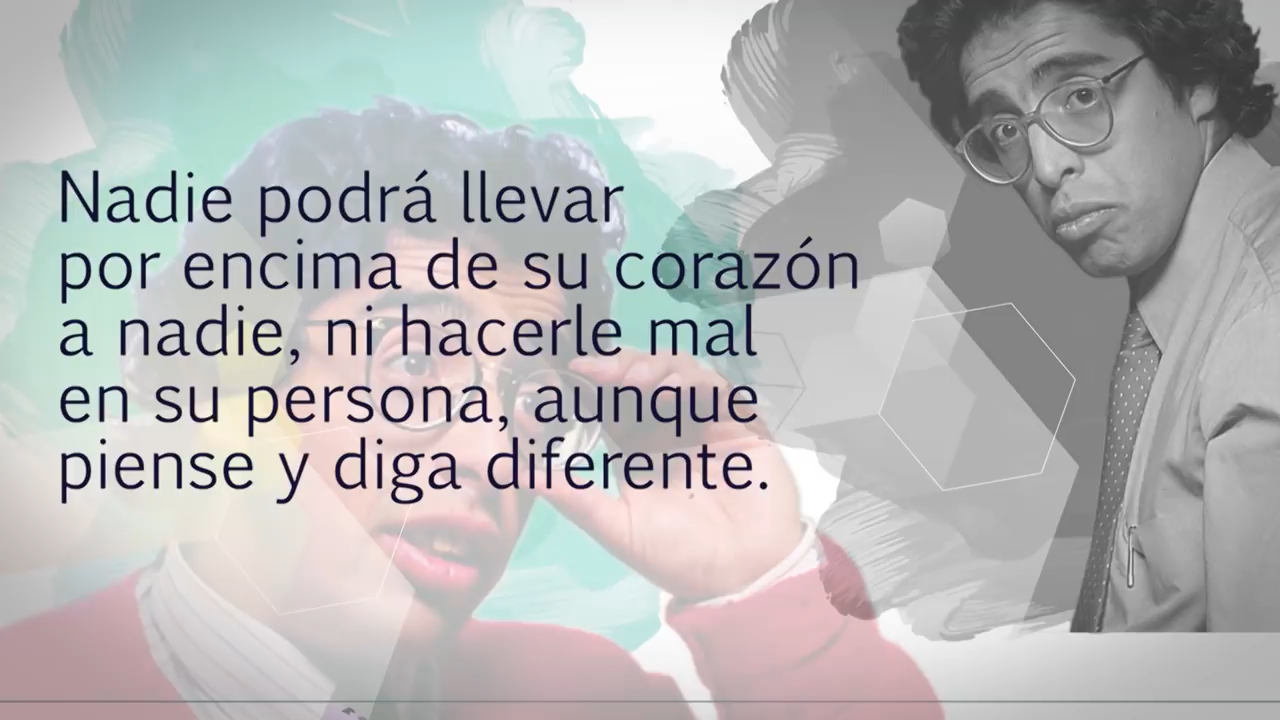 Nadie podrá llevar
por encima de su corazón
a nadie, ni hacerle mal
en su persona, aunque
piense y diga diferente.